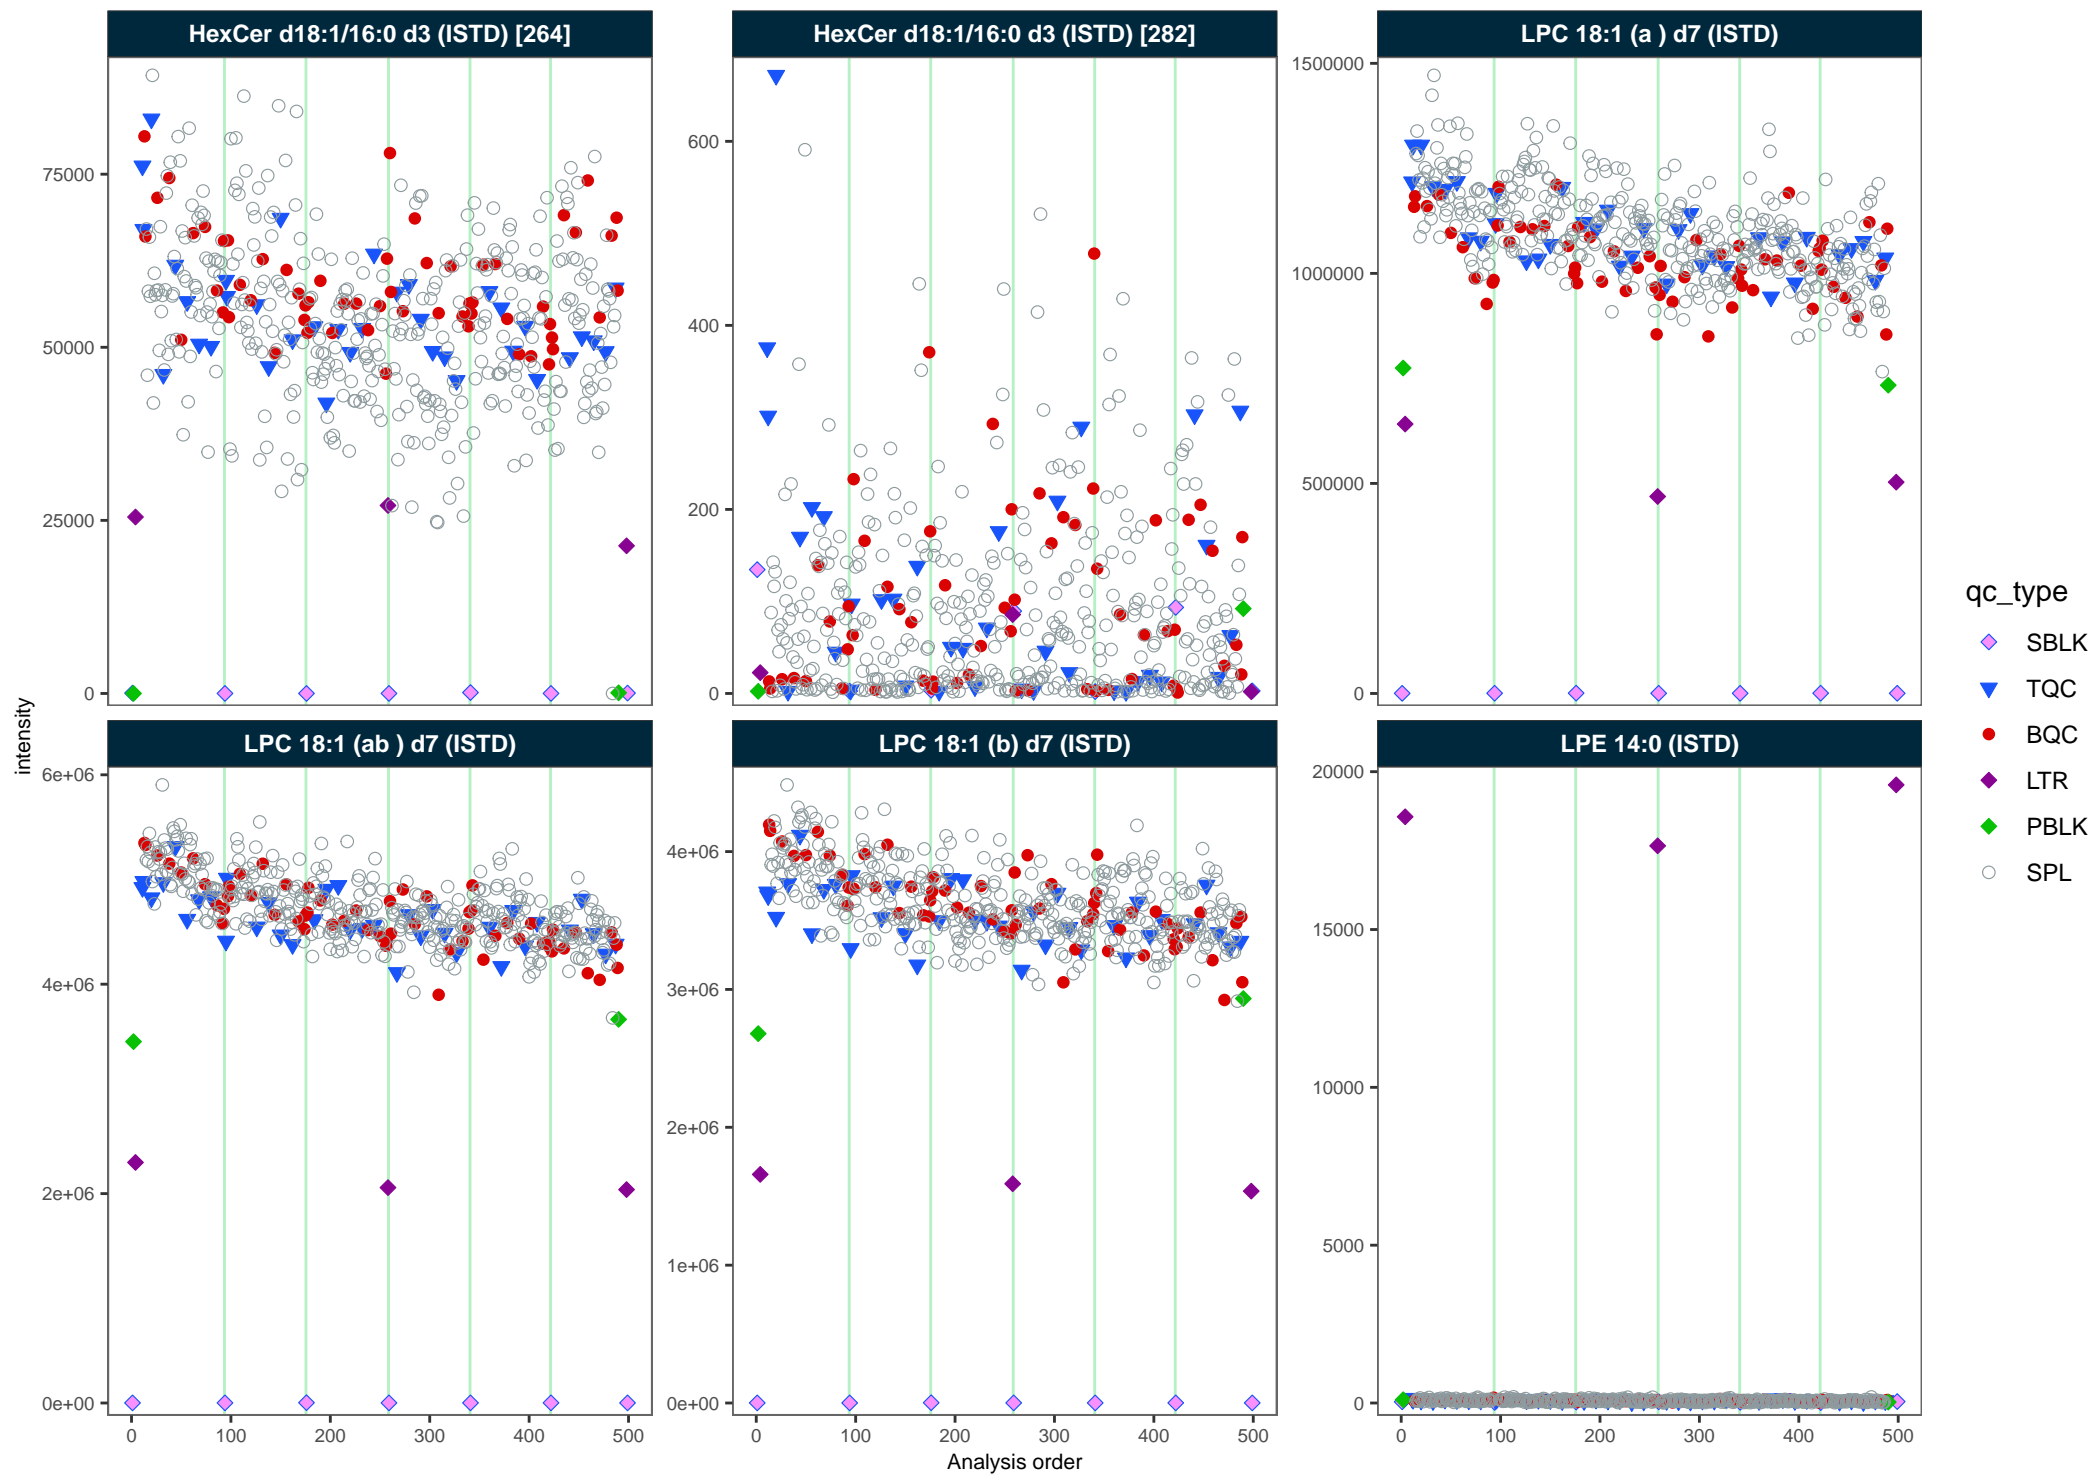 HexCer d18:1/16:0 d3 (ISTD) [264]
HexCer d18:1/16:0 d3 (ISTD) [282]
LPC 18:1 (a ) d7 (ISTD)
75000
50000
25000
0
600
400
200
0
1500000
1000000
500000
0
intensity
LPC 18:1 (ab ) d7 (ISTD)
LPC 18:1 (b) d7 (ISTD)
LPE 14:0 (ISTD)
6e+06
4e+06
2e+06
0e+00
4e+06
3e+06
2e+06
1e+06
0e+00
20000
15000
10000
5000
0
0 100 200 300 400 500
0 100 200 300 400 500
0 100 200 300 400 500
Analysis order
qc_type
SBLK
TQC
BQC
LTR
PBLK
SPL